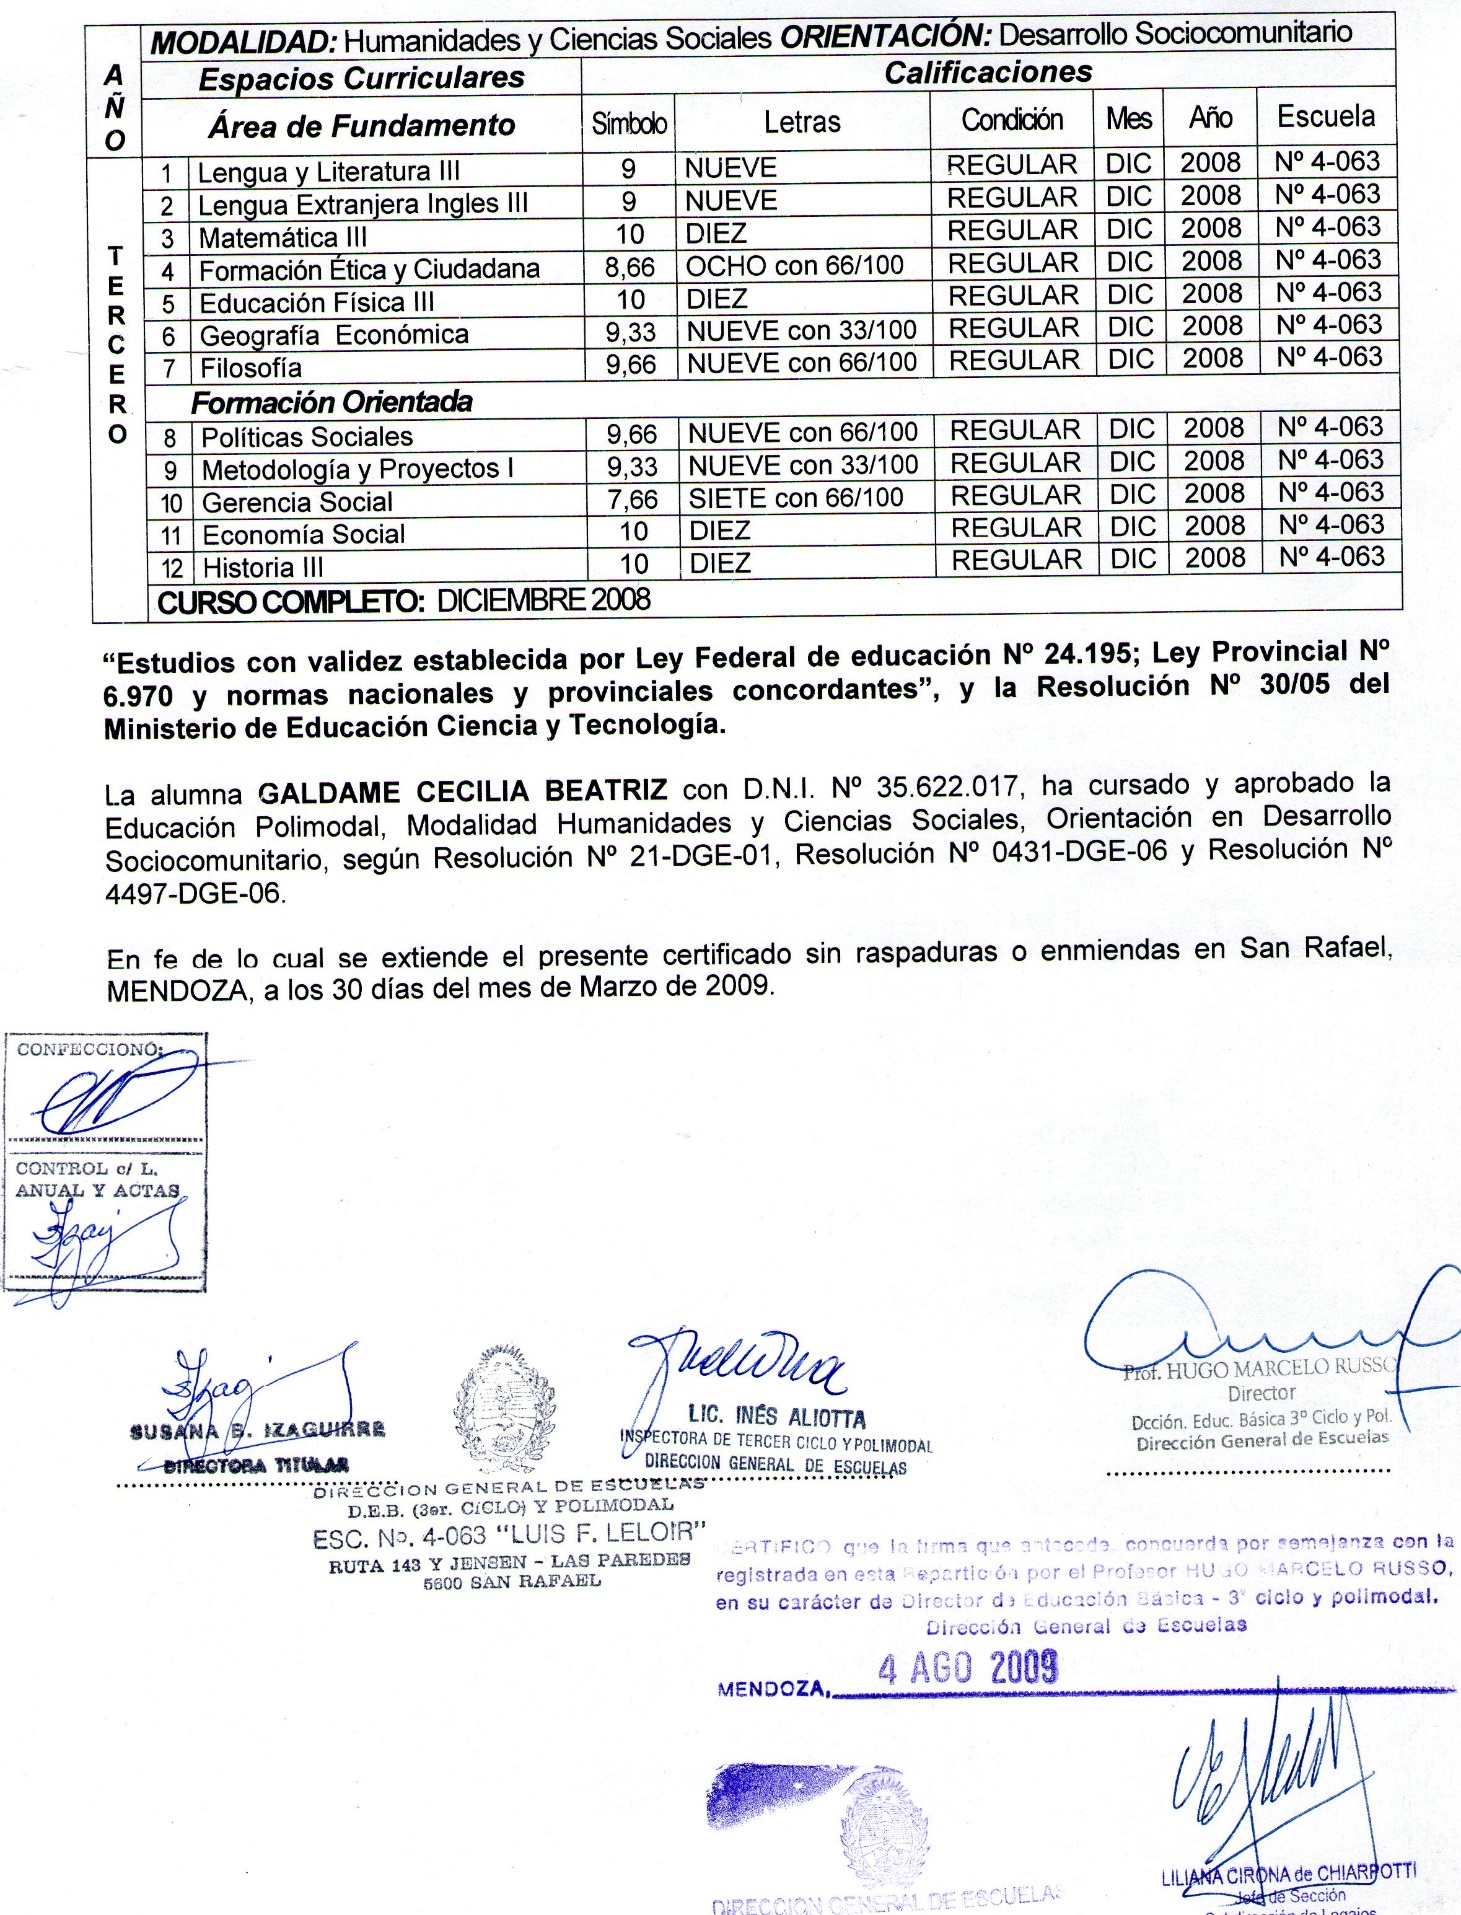 MODALIDAD: Humanidades y Ciencias Sociales ORIENTACIÓN: Desarrollo Sociocomunitario
AÑO Espacios Curriculares Calificaciones
Área de Fundamento Símbolo Letras Condición Mes Año Escuela
TERCERO
1 Lengua y Literatura III 9 NUEVE REGULAR DIC 2008 Nº 4-063
2 Lengua Extranjera Ingles III 9 NUEVE REGULAR DIC 2008 Nº 4-063
3 Matemática III 10 DIEZ REGULAR DIC 2008 Nº 4-063
4 Formación Ética y Ciudadana 8,66 OCHO con 66/100 REGULAR DIC 2008 Nº 4-063
5 Educación Física III 10 DIEZ REGULAR DIC 2008 Nº 4-063
6 Geografía Económica 9,33 NUEVE con 33/100 REGULAR DIC 2008 Nº 4-063
7 Filosofía 9,66 NUEVE con 66/100 REGULAR DIC 2008 Nº 4-063
Formación Orientada
8 Políticas Sociales 9,66 NUEVE con 66/100 REGULAR DIC 2008 Nº 4-063
9 Metodología y Proyectos I 9,33 NUEVE con 33/100 REGULAR DIC 2008 Nº 4-063
10 Gerencia Social 7,66 SIETE con 66/100 REGULAR DIC 2008 Nº 4-063
11 Economía Social 10 DIEZ REGULAR DIC 2008 Nº 4-063
12 Historia III 10 DIEZ REGULAR DIC 2008 Nº 4-063
CURSO COMPLETO: DICIEMBRE 2008
“Estudios con validez establecida por Ley Federal de educación Nº 24.195; Ley Provincial Nº
6.970 y normas nacionales y provinciales concordantes”, y la Resolución Nº 30/05 del
Ministerio de Educación Ciencia y Tecnología.
La alumna GALDAME CECILIA BEATRIZ con D.N.I. Nº 35.622.017, ha cursado y aprobado la
Educación Polimodal, Modalidad Humanidades y Ciencias Sociales, Orientación en Desarrollo
Sociocomunitario, según Resolución Nº 21-DGE-01, Resolución Nº 0431-DGE-06 y Resolución Nº
4497-DGE-06.
En fe de lo cual se extiende el presente certificado sin raspaduras o enmiendas en San Rafael,
MENDOZA, a los 30 días del mes de Marzo de 2009.
CONFECCIONÓ:
CONTROL c/ L.
ANUAL Y ACTAS
SUSANA B. IZAGUIRRE
DIRECTORA TITULAR
LIC. INÉS ALIOTTA
INSPECTORA DE TERCER CICLO Y POLIMODAL
DIRECCION GENERAL DE ESCUELAS
Prof. HUGO MARCELO RUSSO
Director
Dcción. Educ. Básica 3º Ciclo y Pol.
Dirección General de Escuelas
DIRECCION GENERAL DE ESCUELAS
D.E.B. (3er. CICLO) Y POLIMODAL
ESC. No. 4-063 "LUIS F. LELOIR"
RUTA 143 Y JENSEN - LAS PAREDES
5600 SAN RAFAEL
CERTIFICO que la firma que antecede, concuerda por semejanza con la
registrada en esta Repartición por el Profesor HUGO MARCELO RUSSO,
en su carácter de Director de Educación Básica - 3º ciclo y polimodal.
Dirección General de Escuelas
MENDOZA, 4 AGO 2009
LILIANA CIRONA de CHIARPOTTI
Jefe de Sección
Subdirección de Legajos
DIRECCION GENERAL DE ESCUELAS